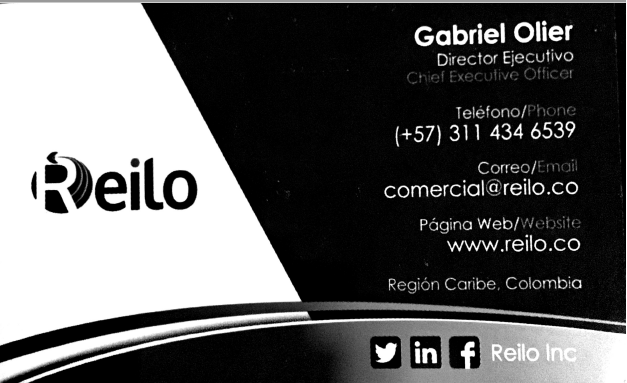 Reilo
Gabriel Olier
Director Ejecutivo
Chief Executive Officer
Teléfono/Phone
(+57) 311 434 6539
Correo/Email
comercial@reilo.co
Página Web/Website
www.reilo.co
Región Caribe, Colombia
Reilo Inc